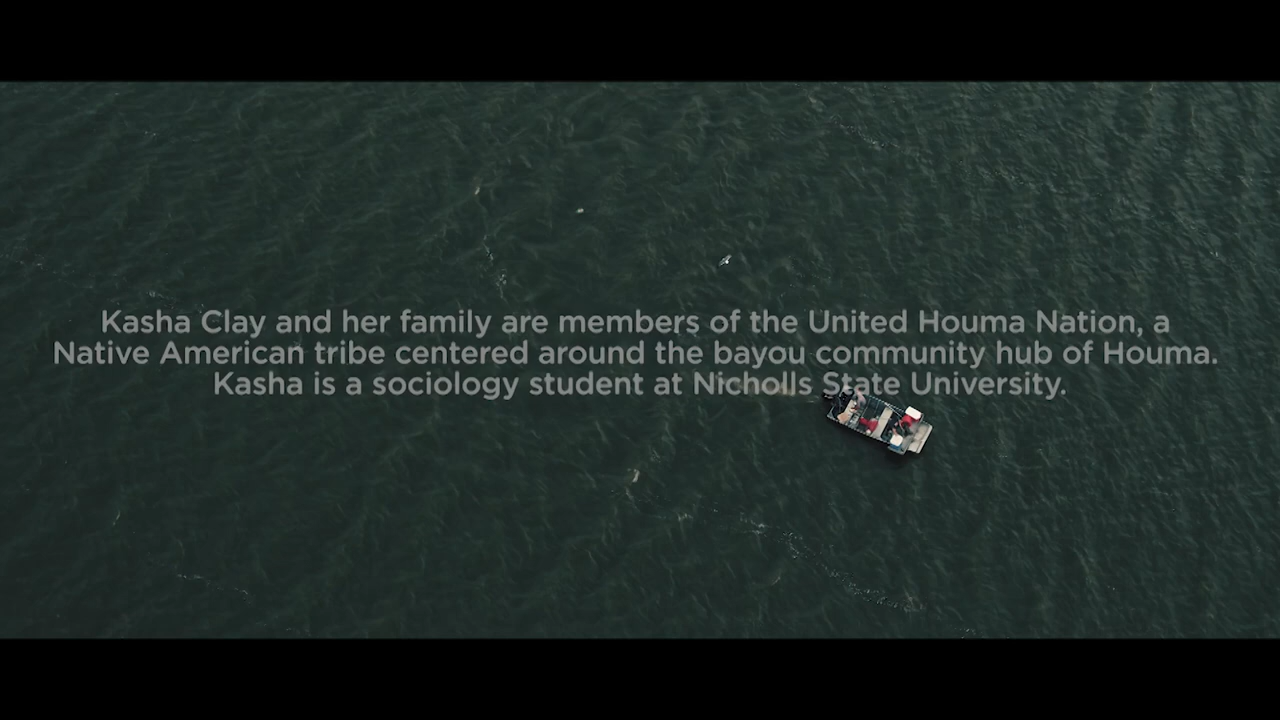 Kasha Clay and her family are members of the United Houma Nation, a
Native American tribe centered around the bayou community hub of Houma.
Kasha is a sociology student at Nicholls State University.